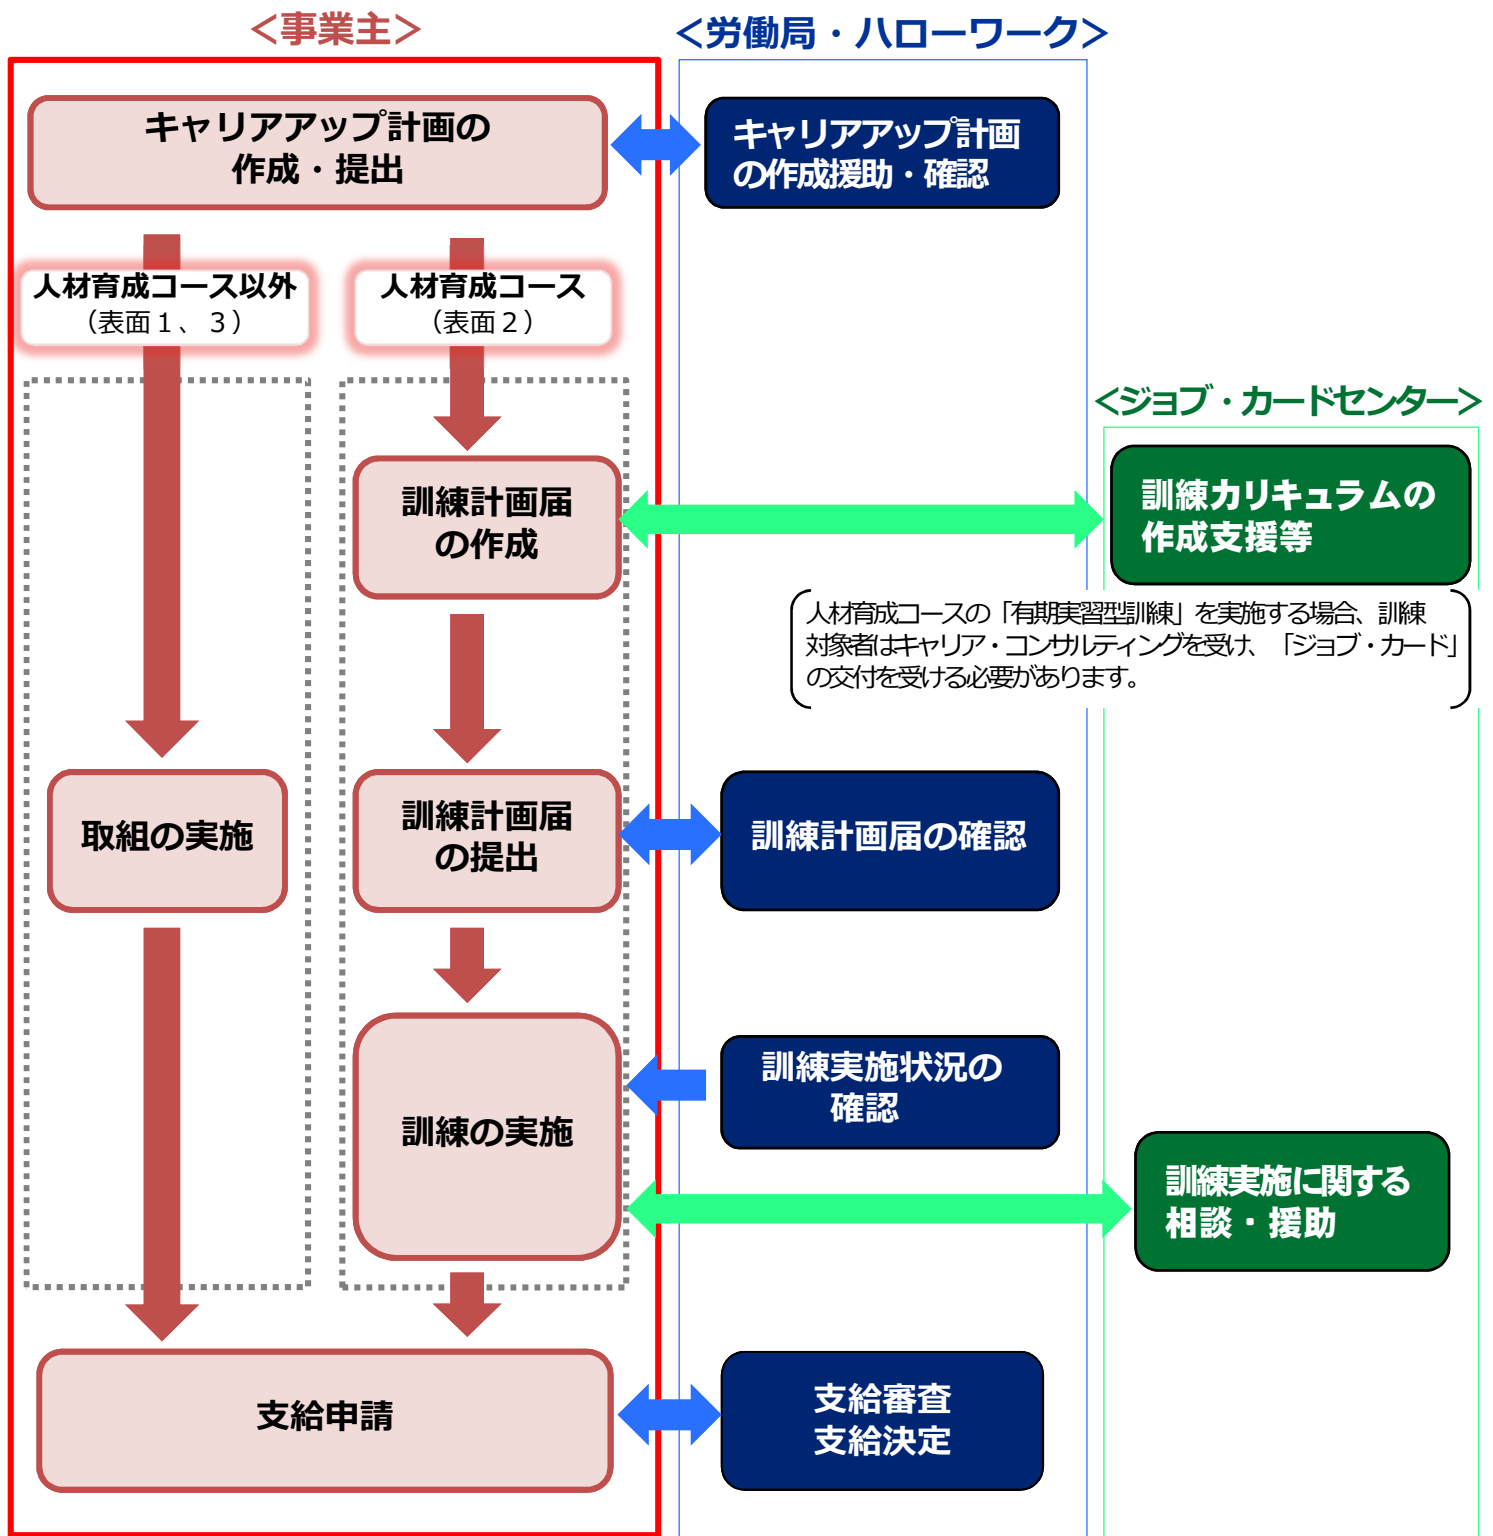 ＜事業主＞
＜労働局・ハローワーク＞
キャリアアップ計画の
作成・提出
キャリアアップ計画
の作成援助・確認
人材育成コース以外
（表面１、３）
人材育成コース
（表面２）
＜ジョブ・カードセンター＞
訓練計画届
の作成
訓練カリキュラムの
作成支援等
人材育成コースの「有期実習型訓練」を実施する場合、訓練
対象者はキャリア・コンサルティングを受け、「ジョブ・カード」
の交付を受ける必要があります。
取組の実施
訓練計画届
の提出
訓練計画届の確認
訓練実施状況の
確認
訓練の実施
訓練実施に関する
相談・援助
支給申請
支給審査
支給決定